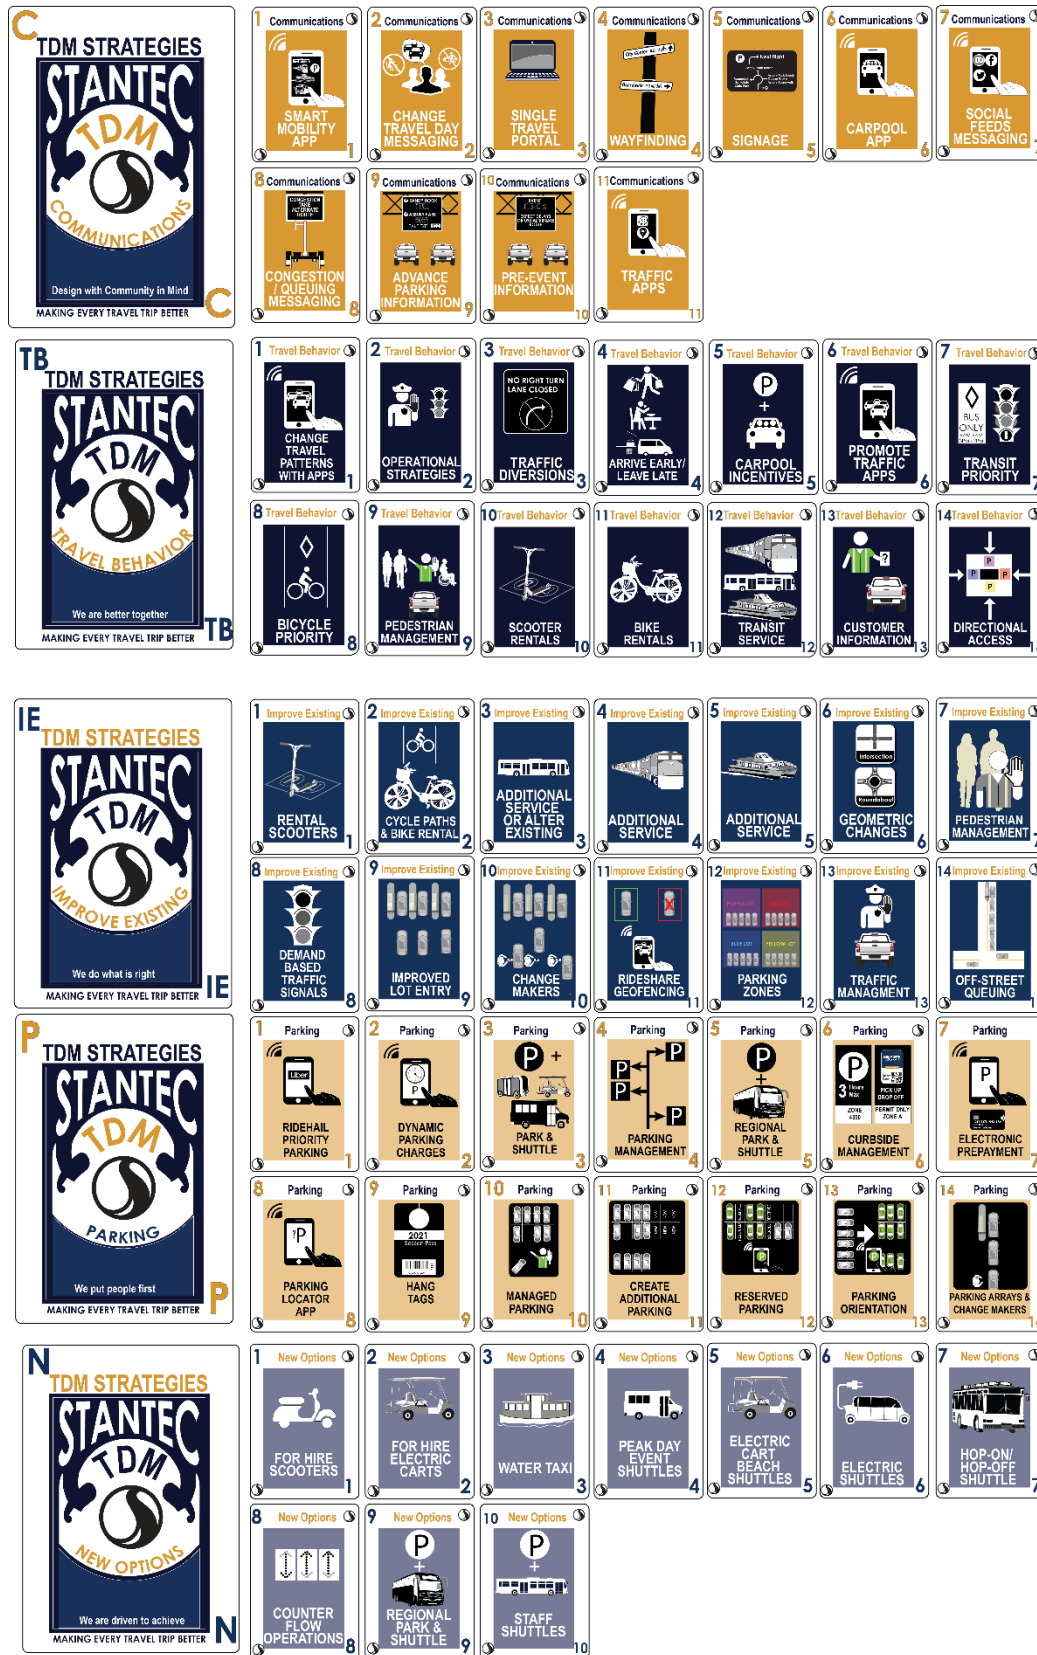 C
TDM STRATEGIES
STANTEC
TDM
COMMUNICATIONS
Design with Community in Mind
C
MAKING EVERY TRAVEL TRIP BETTER
1 Communications
SMART
MOBILITY
APP
1
2 Communications
CHANGE
TRAVEL DAY
MESSAGING
2
3 Communications
SINGLE
TRAVEL
PORTAL
3
4 Communications
WAYFINDING
4
5 Communications
SIGNAGE
5
6 Communications
CARPOOL
APP
6
7 Communications
SOCIAL
FEEDS
MESSAGING
7
8 Communications
CONGESTION
TAKE
ALTERNATE
ROUTE
CONGESTION
/ QUEUING
MESSAGING
8
9 Communications
ADVANCE
PARKING
INFORMATION
9
10 Communications
PRE-EVENT
INFORMATION
10
11 Communications
TRAFFIC
APPS
11
TB
TDM STRATEGIES
STANTEC
TDM
TRAVEL BEHAVIOR
We are better together
TB
MAKING EVERY TRAVEL TRIP BETTER
1 Travel Behavior
CHANGE
TRAVEL
PATTERNS
WITH APPS
1
2 Travel Behavior
OPERATIONAL
STRATEGIES
2
3 Travel Behavior
NO RIGHT TURN
LANE CLOSED
TRAFFIC
DIVERSIONS
3
4 Travel Behavior
ARRIVE EARLY/
LEAVE LATE
4
5 Travel Behavior
P
+
CARPOOL
INCENTIVES
5
6 Travel Behavior
PROMOTE
TRAFFIC
APPS
6
7 Travel Behavior
BUS
ONLY
TRANSIT
PRIORITY
7
8 Travel Behavior
BICYCLE
PRIORITY
8
9 Travel Behavior
PEDESTRIAN
MANAGEMENT
9
10 Travel Behavior
SCOOTER
RENTALS
10
11 Travel Behavior
BIKE
RENTALS
11
12 Travel Behavior
TRANSIT
SERVICE
12
13 Travel Behavior
?
CUSTOMER
INFORMATION
13
14 Travel Behavior
P
P P
P
DIRECTIONAL
ACCESS
IE
TDM STRATEGIES
STANTEC
TDM
IMPROVE EXISTING
We do what is right
IE
MAKING EVERY TRAVEL TRIP BETTER
1 Improve Existing
RENTAL
SCOOTERS
1
2 Improve Existing
CYCLE PATHS
& BIKE RENTAL
2
3 Improve Existing
ADDITIONAL
SERVICE
OR ALTER
EXISTING
3
4 Improve Existing
ADDITIONAL
SERVICE
4
5 Improve Existing
ADDITIONAL
SERVICE
5
6 Improve Existing
Intersection
Roundabout
GEOMETRIC
CHANGES
6
7 Improve Existing
PEDESTRIAN
MANAGEMENT
7
8 Improve Existing
DEMAND
BASED
TRAFFIC
SIGNALS
8
9 Improve Existing
IMPROVED
LOT ENTRY
9
10 Improve Existing
CHANGE
MAKERS
10
11 Improve Existing
X
RIDESHARE
GEOFENCING
11
12 Improve Existing
BLUE LOT
YELLOW LOT
PARKING
ZONES
12
13 Improve Existing
TRAFFIC
MANAGMENT
13
14 Improve Existing
OFF-STREET
QUEUING
P
TDM STRATEGIES
STANTEC
TDM
PARKING
We put people first
P
MAKING EVERY TRAVEL TRIP BETTER
1 Parking
Uber
RIDEHAIL
PRIORITY
PARKING
1
2 Parking
P
DYNAMIC
PARKING
CHARGES
2
3 Parking
P +
PARK &
SHUTTLE
3
4 Parking
P
P
P
P
PARKING
MANAGEMENT
4
5 Parking
P
+
REGIONAL
PARK &
SHUTTLE
5
6 Parking
P
3 Hours
Max
ZONE
4350
PICK UP
DROP OFF
PERMIT ONLY
ZONE A
CURBSIDE
MANAGEMENT
6
7 Parking
P
ELECTRONIC
PREPAYMENT
7
8 Parking
?P
PARKING
LOCATOR
APP
8
9 Parking
2021
Season Pass
HANG
TAGS
9
10 Parking
MANAGED
PARKING
10
11 Parking
CREATE
ADDITIONAL
PARKING
11
12 Parking
RESERVED
PARKING
12
13 Parking
PARKING
ORIENTATION
13
14 Parking
PARKING ARRAYS &
CHANGE MAKERS
14
N
TDM STRATEGIES
STANTEC
TDM
NEW OPTIONS
We are driven to achieve
N
MAKING EVERY TRAVEL TRIP BETTER
1 New Options
FOR HIRE
SCOOTERS
1
2 New Options
FOR HIRE
ELECTRIC
CARTS
2
3 New Options
WATER TAXI
3
4 New Options
PEAK DAY
EVENT
SHUTTLES
4
5 New Options
ELECTRIC
CART
BEACH
SHUTTLES
5
6 New Options
ELECTRIC
SHUTTLES
6
7 New Options
HOP-ON/
HOP-OFF
SHUTTLE
7
8 New Options
COUNTER
FLOW
OPERATIONS
8
9 New Options
P
+
REGIONAL
PARK &
SHUTTLE
9
10 New Options
P
+
STAFF
SHUTTLES
10